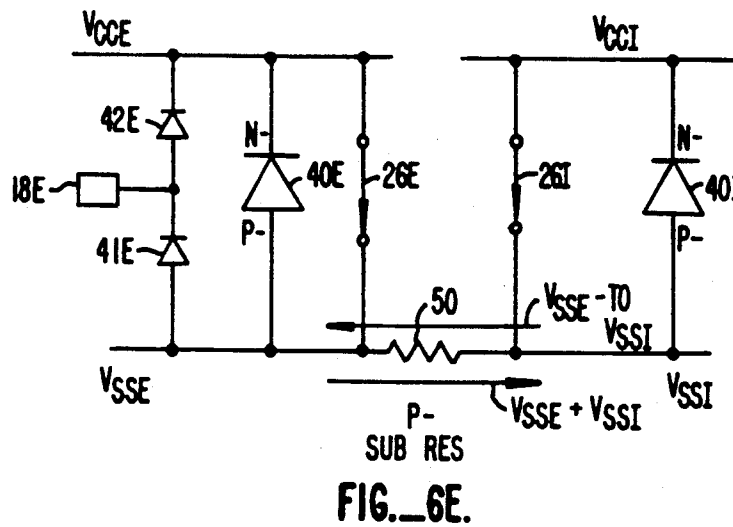 VCCE
VCCI
42E
N-
N-
18E
40E
26E
26I
40I
P-
P-
41E
50
VSSE - TO
VSSI
VSSE
VSSI
VSSE + VSSI
P-
SUB RES
FIG._6E.